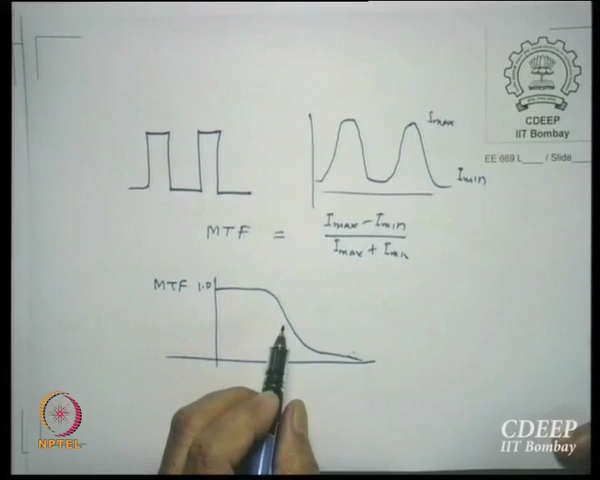 CDEEP
IIT Bombay
EE 669 L____ / Slide____
Imax
Imin
MTF = Imax - Imin
Imax + Imin
MTF 1.0
NPTEL
CDEEP
IIT Bombay